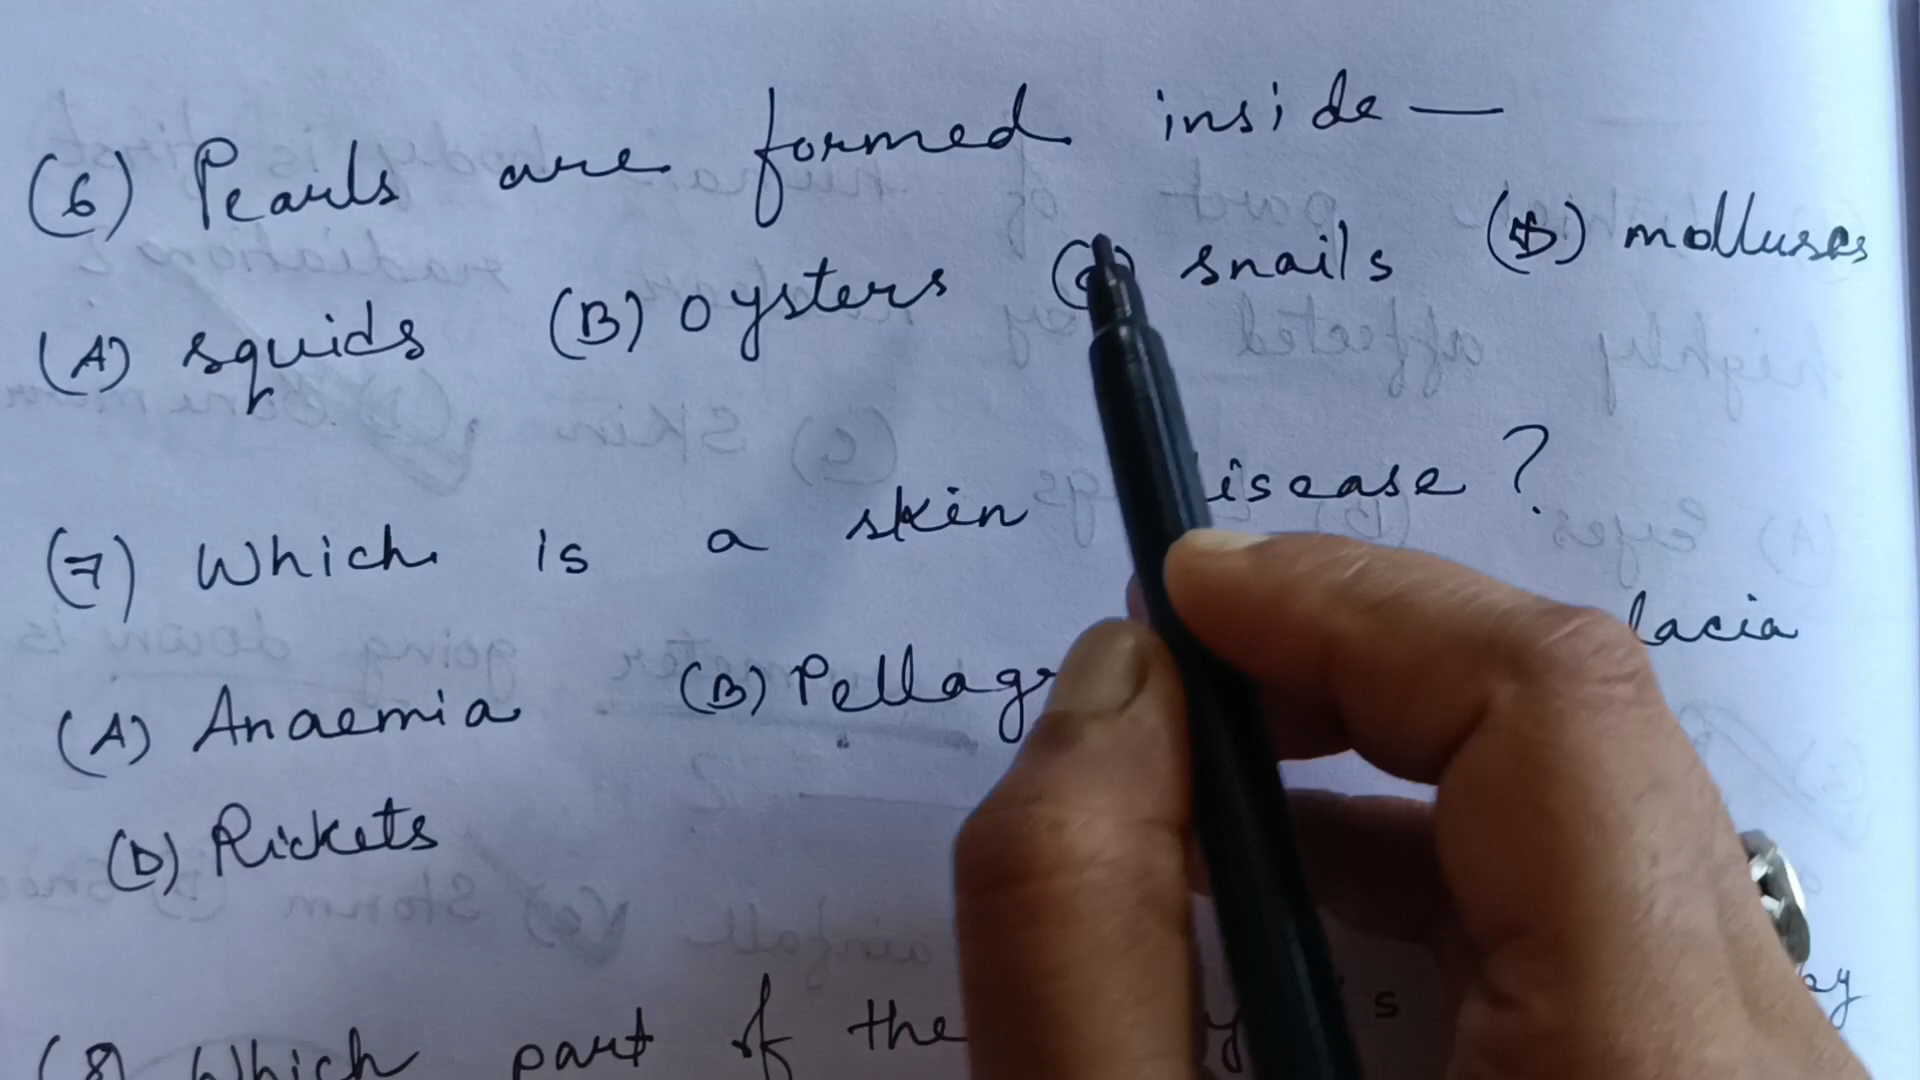 (6) Pearls are formed inside —
(A) squids (B) oysters (C) snails (D) molluscs
(7) Which is a skin isease ?
(A) Anaemia (B) Pellag lacia
(D) Rickets
(8) Which part of the